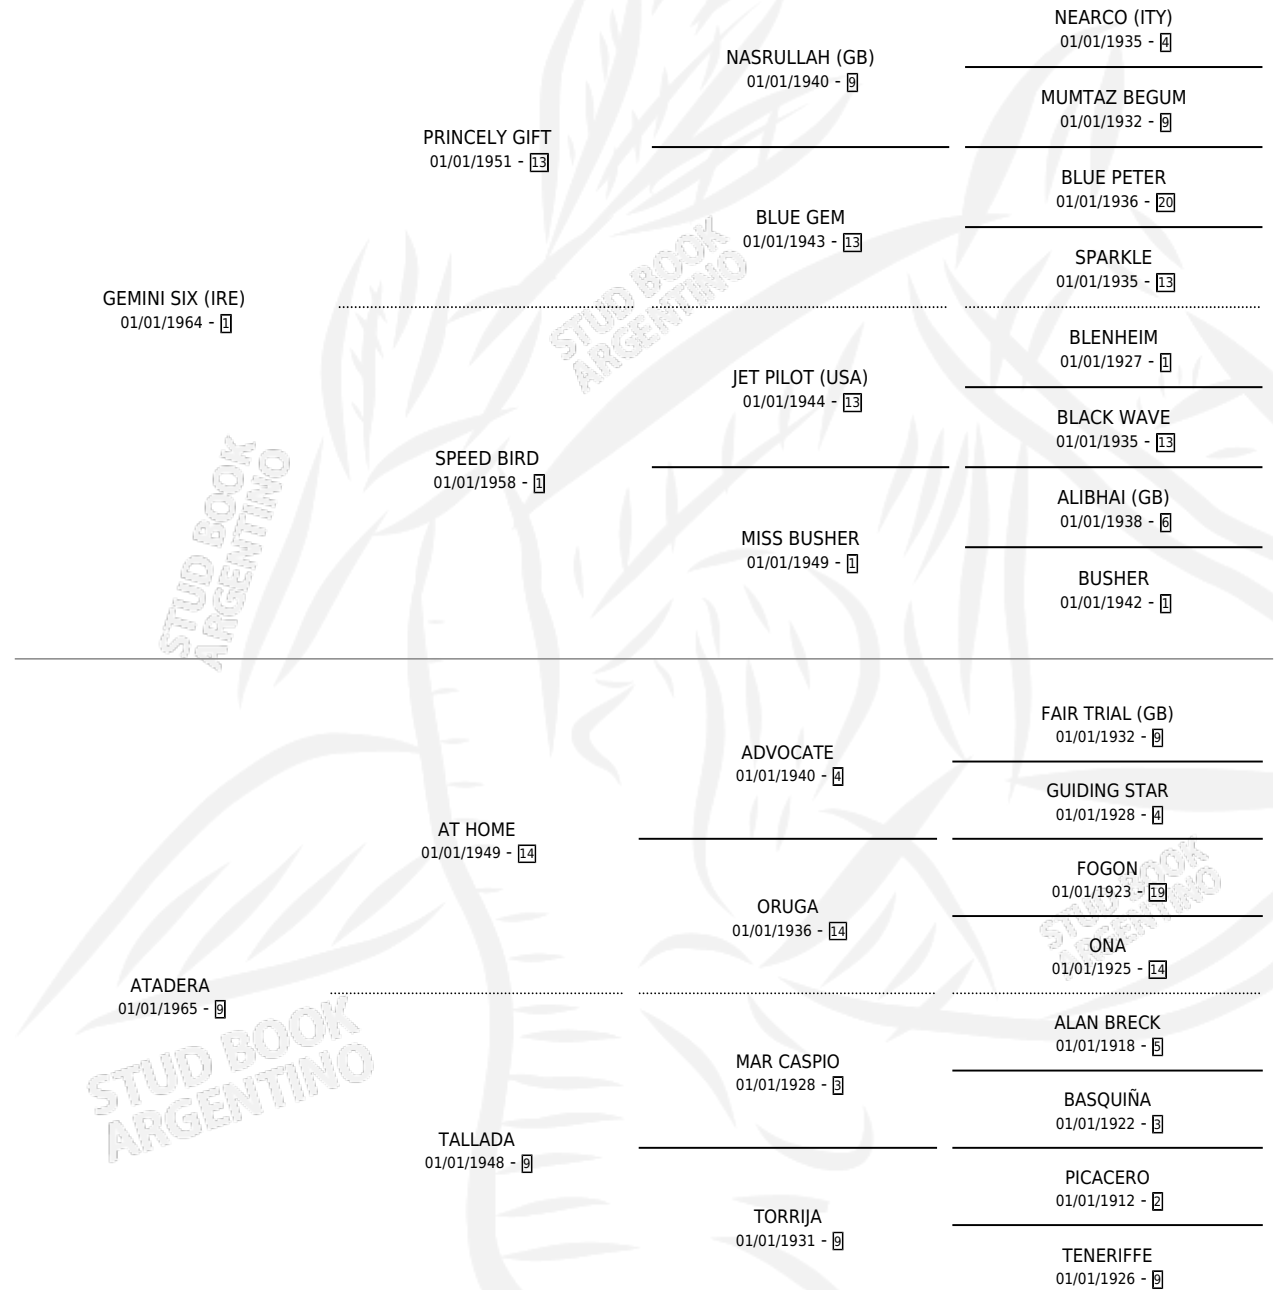 NEARCO (ITY)
01/01/1935 - 4
NASRULLAH (GB)
01/01/1940 - 9
MUMTAZ BEGUM
01/01/1932 - 9
PRINCELY GIFT
01/01/1951 - 13
BLUE PETER
01/01/1936 - 20
BLUE GEM
01/01/1943 - 13
SPARKLE
01/01/1935 - 13
GEMINI SIX (IRE)
01/01/1964 - 1
BLENHEIM
01/01/1927 - 1
JET PILOT (USA)
01/01/1944 - 13
BLACK WAVE
01/01/1935 - 13
SPEED BIRD
01/01/1958 - 1
ALIBHAI (GB)
01/01/1938 - 6
MISS BUSHER
01/01/1949 - 1
BUSHER
01/01/1942 - 1
FAIR TRIAL (GB)
01/01/1932 - 9
ADVOCATE
01/01/1940 - 4
GUIDING STAR
01/01/1928 - 4
AT HOME
01/01/1949 - 14
FOGON
01/01/1923 - 19
ORUGA
01/01/1936 - 14
ONA
01/01/1925 - 14
ATADERA
01/01/1965 - 9
ALAN BRECK
01/01/1918 - 5
MAR CASPIO
01/01/1928 - 3
BASQUIÑA
01/01/1922 - 3
TALLADA
01/01/1948 - 9
PICACERO
01/01/1912 - 2
TORRIJA
01/01/1931 - 9
TENERIFFE
01/01/1926 - 9
STUD BOOK
ARGENTINO
STUD BOOK
ARGENTINO
STUD BOOK
ARGENTINO
STUD BOOK
ARGENTINO